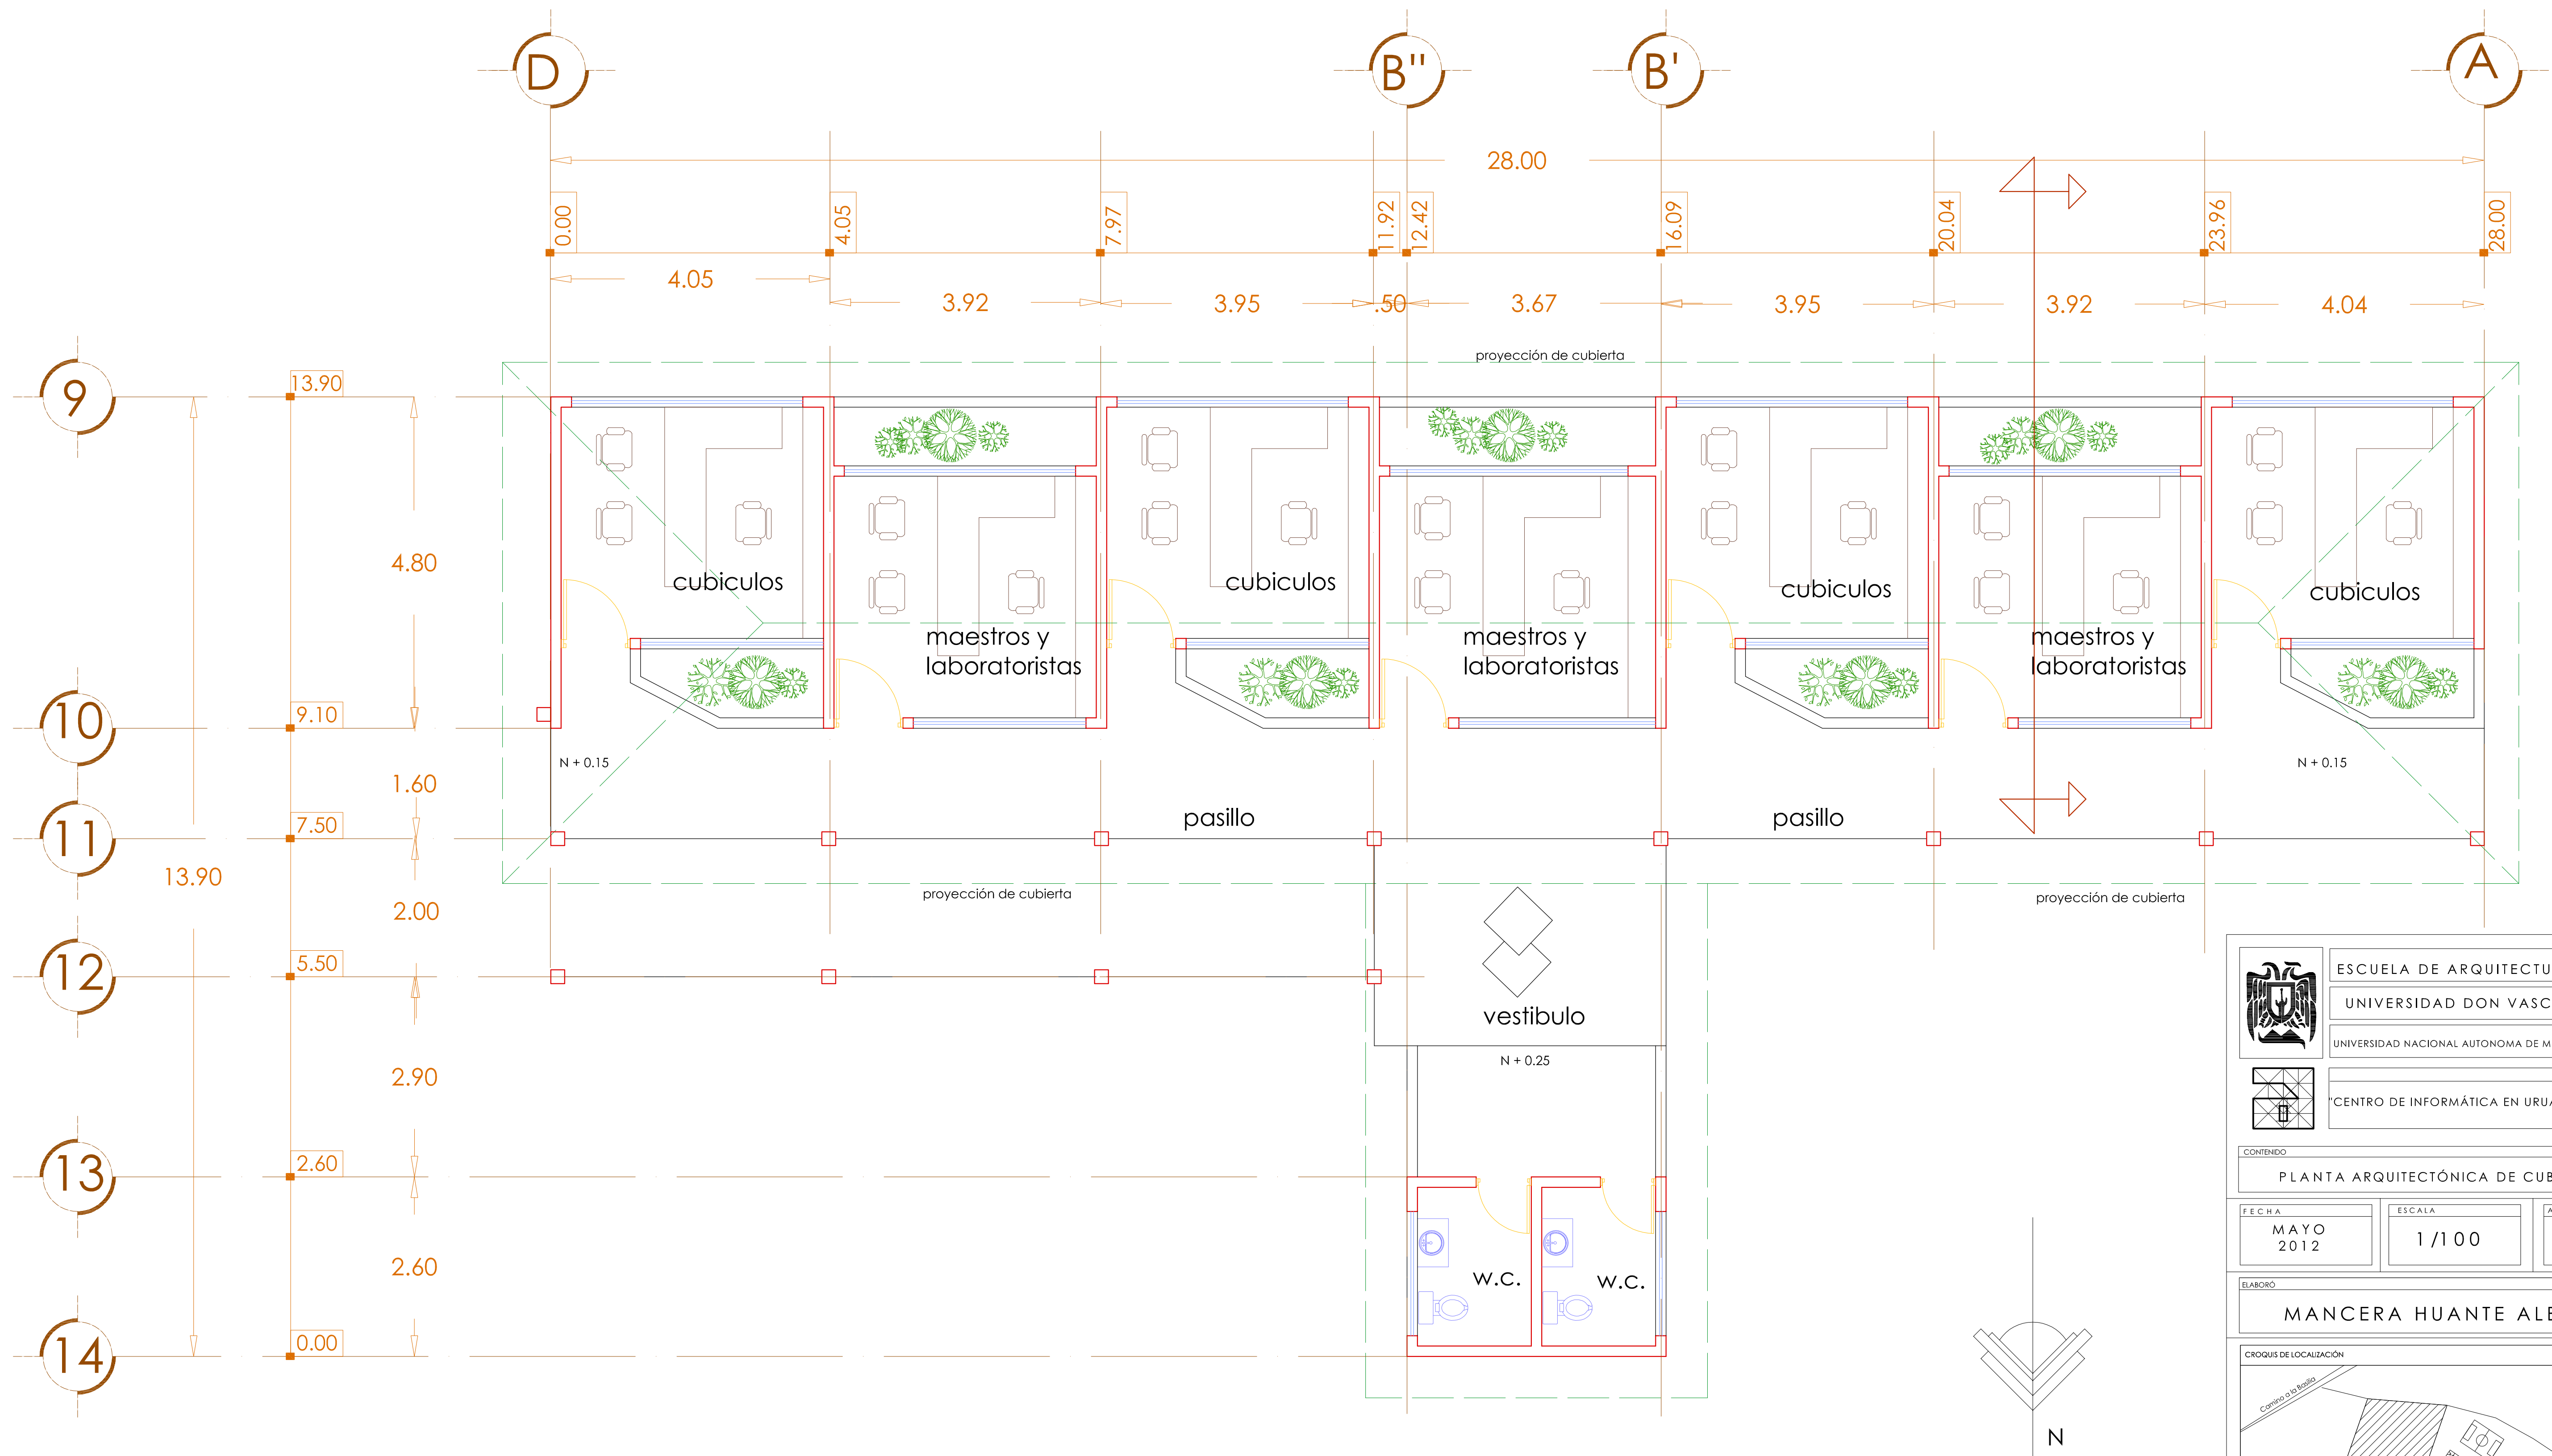 D
B''
B'
A
28.00
0.00
4.05
7.97
11.92
12.42
16.09
20.04
23.96
28.00
4.05
3.92
3.95
.50
3.67
3.95
3.92
4.04
proyección de cubierta
9
13.90
4.80
cubiculos
cubiculos
cubiculos
cubiculos
maestros y
laboratoristas
maestros y
laboratoristas
maestros y
laboratoristas
10
9.10
N + 0.15
N + 0.15
1.60
11
7.50
pasillo
pasillo
13.90
2.00
proyección de cubierta
proyección de cubierta
12
5.50
vestibulo
N + 0.25
2.90
13
2.60
2.60
w.c.
w.c.
14
0.00
N
ESCUELA DE ARQUITECTU
UNIVERSIDAD DON VASC
UNIVERSIDAD NACIONAL AUTONOMA DE M
"CENTRO DE INFORMÁTICA EN URUA
CONTENIDO
PLANTA ARQUITECTÓNICA DE CUB
FECHA
MAYO
2012
ESCALA
1/100
A
ELABORÓ
MANCERA HUANTE ALE
CROQUIS DE LOCALIZACIÓN
Camino a la Basilia